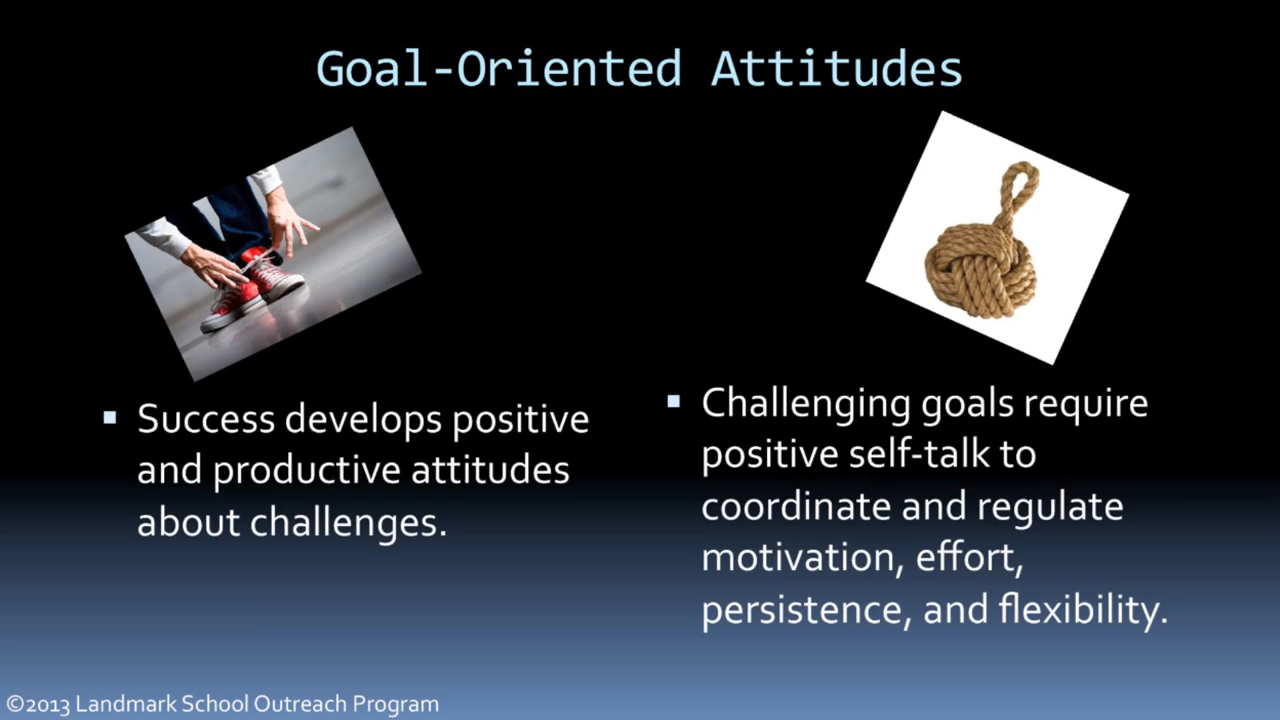 Goal-Oriented Attitudes
▪ Success develops positive
and productive attitudes
about challenges.
▪ Challenging goals require
positive self-talk to
coordinate and regulate
motivation, effort,
persistence, and flexibility.
©2013 Landmark School Outreach Program